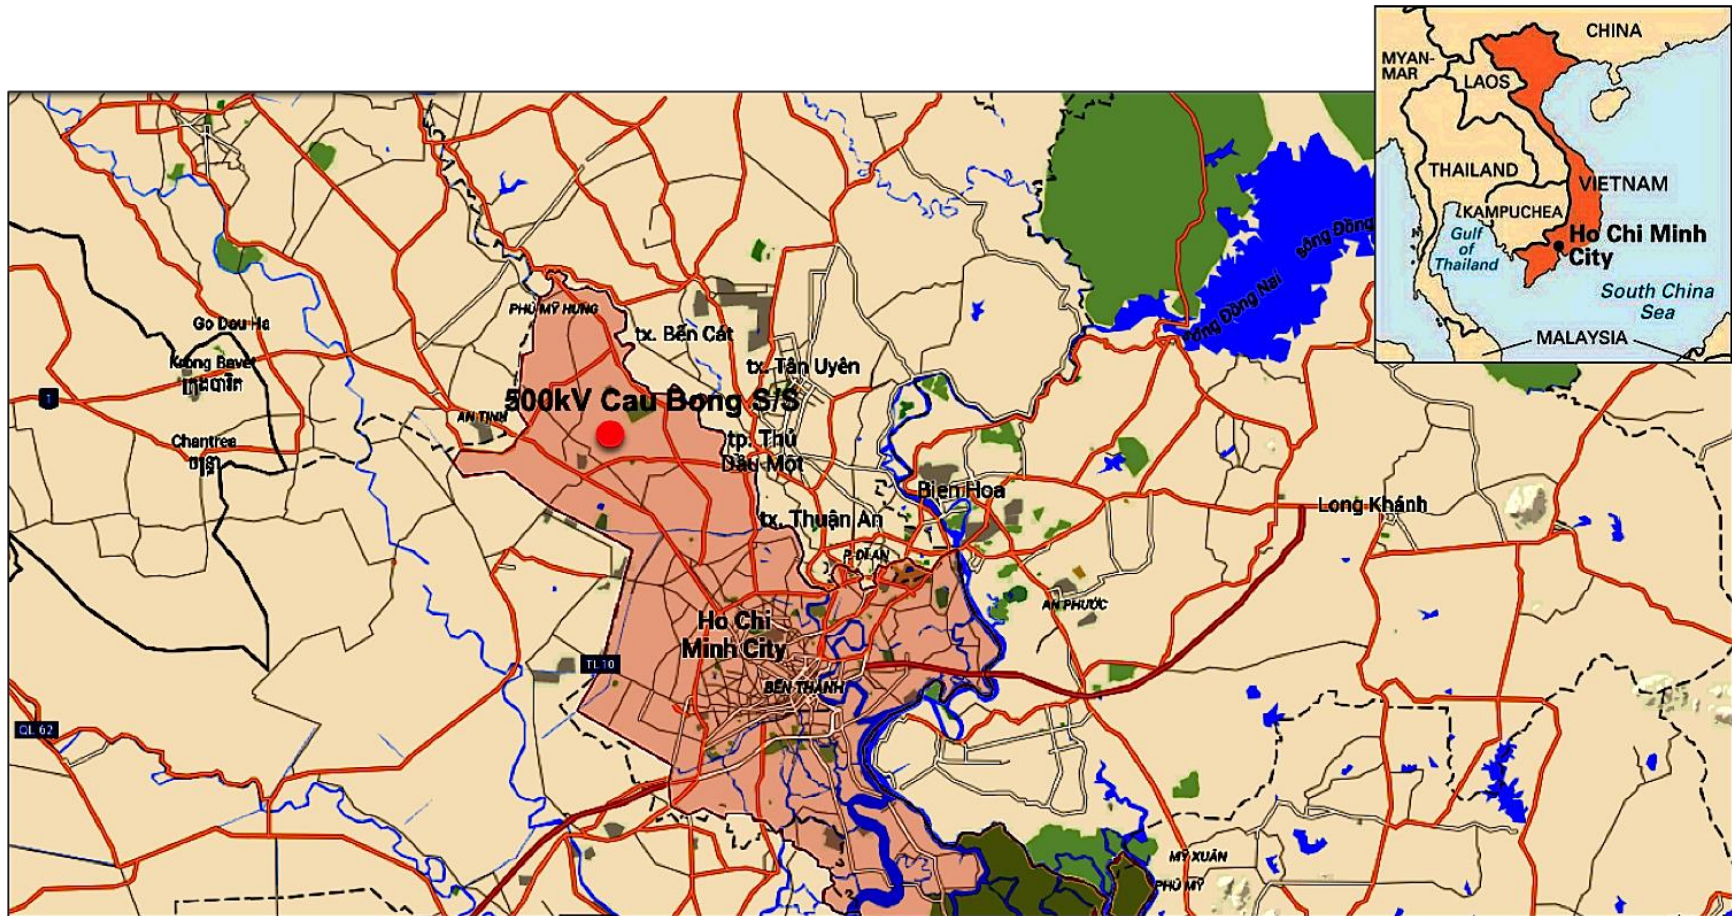 CHINA
MYAN-
MAR
LAOS
THAILAND
VIETNAM
KAMPUCHEA
Gulf
of
Thailand
Ho Chi Minh
City
South China
Sea
MALAYSIA
sông Đồng
sông Đồng Nai
PHÚ MỸ HƯNG
Go Dau Ha
tx. Bến Cát
Krong Bavet
tx. Tân Uyên
1
500kV Cau Bong S/S
AN TỊNH
Chantrea
tp. Thủ
Dầu Một
Bien Hoa
Long Khánh
tx. Thuận An
P. DĨ AN
AN PHƯỚC
Ho Chi
Minh City
TL 10
BẾN THÀNH
QL 62
MỸ XUÂN
PHÚ MỸ